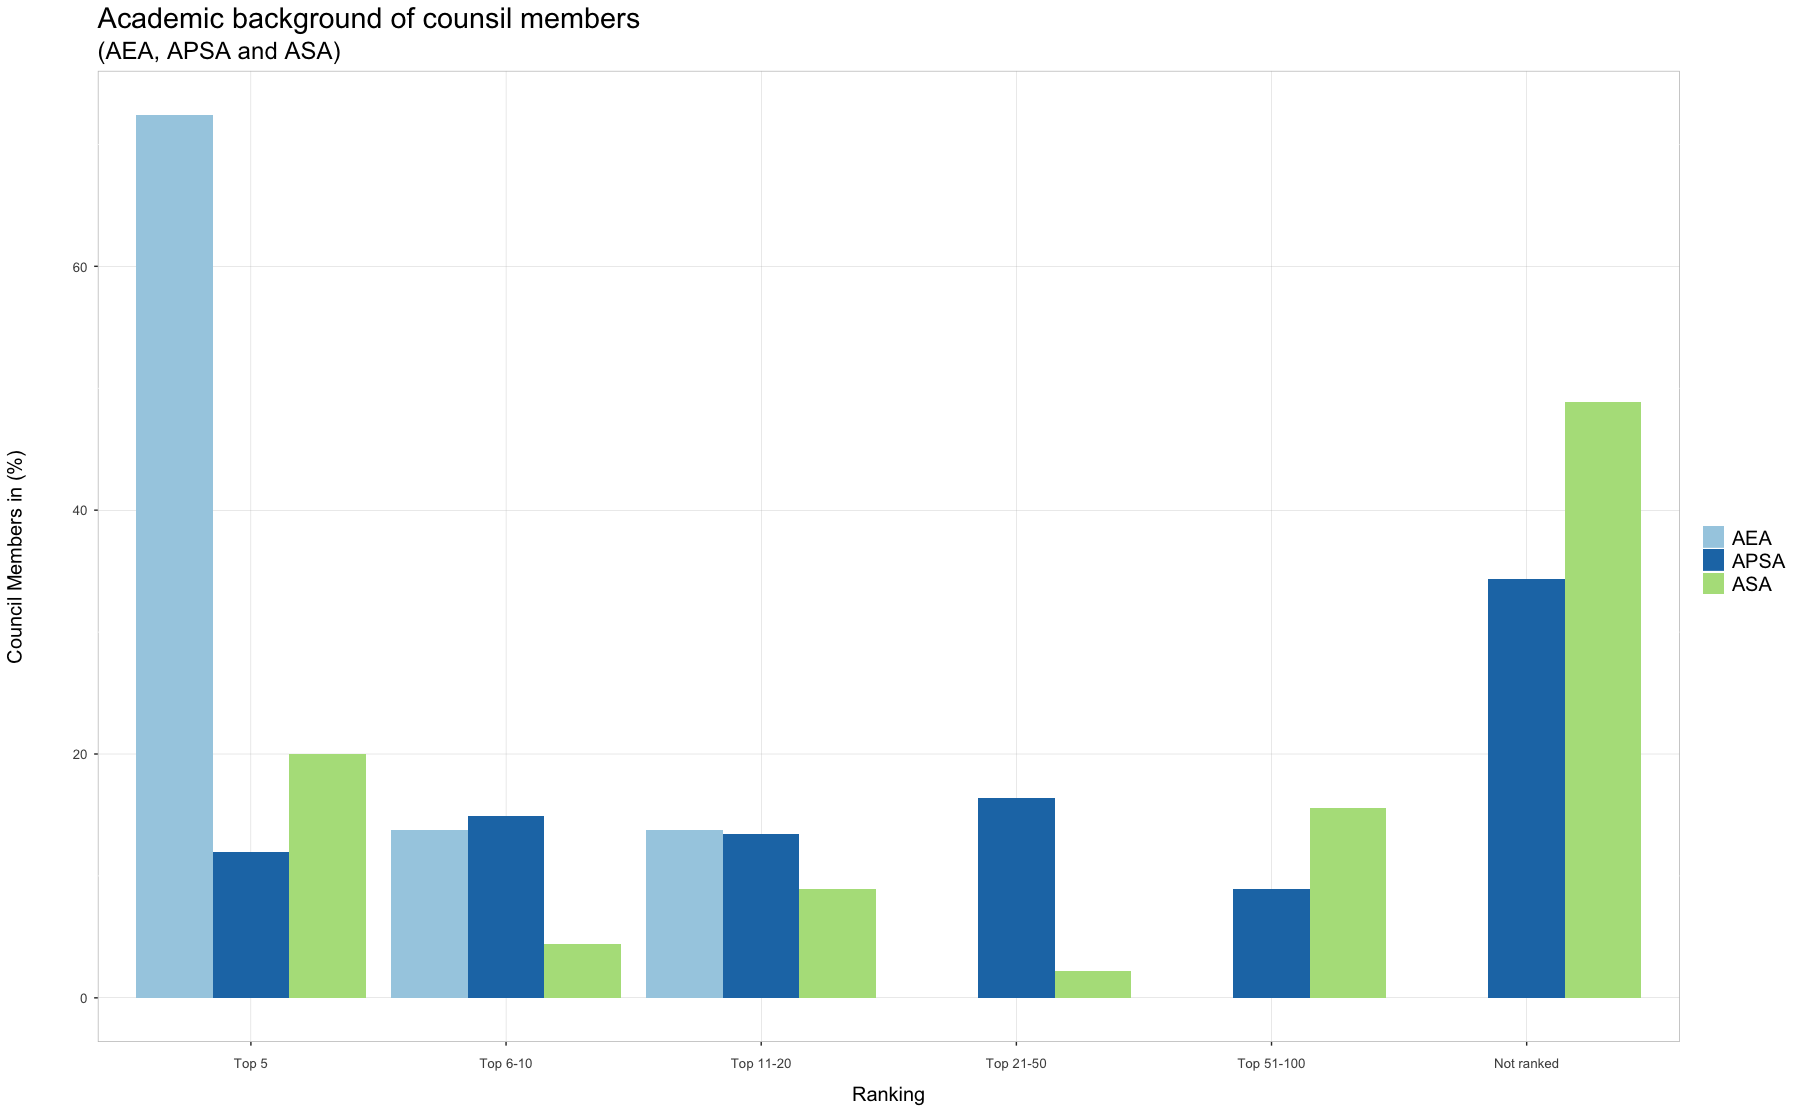 Academic background of counsil members
(AEA, APSA and ASA)
Council Members in (%)
60
40
20
0
Top 5
Top 6-10
Top 11-20
Top 21-50
Top 51-100
Not ranked
Ranking
AEA
APSA
ASA